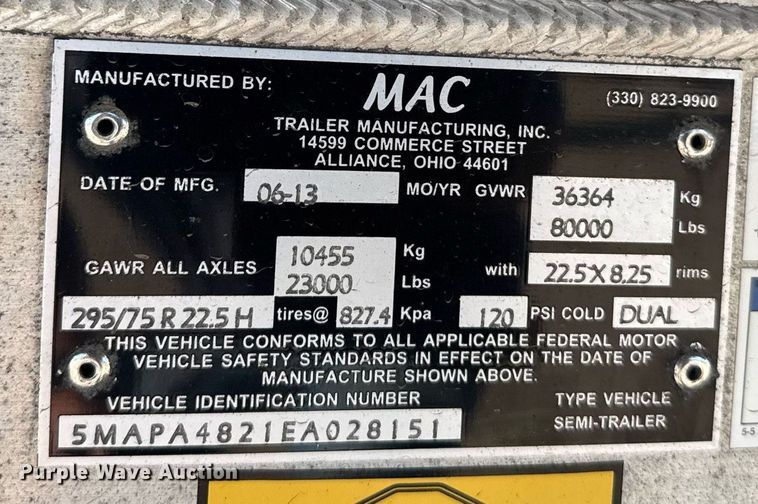 MANUFACTURED BY: MAC (330) 823-9900
TRAILER MANUFACTURING, INC.
14599 COMMERCE STREET
ALLIANCE, OHIO 44601
DATE OF MFG. 06-13 MO/YR GVWR 36364 Kg
80000 Lbs
GAWR ALL AXLES 10455 Kg
23000 Lbs with 22.5X8.25 rims
295/75 R 22.5 H tires@ 827.4 Kpa 120 PSI COLD DUAL
THIS VEHICLE CONFORMS TO ALL APPLICABLE FEDERAL MOTOR
VEHICLE SAFETY STANDARDS IN EFFECT ON THE DATE OF
MANUFACTURE SHOWN ABOVE.
VEHICLE IDENTIFICATION NUMBER TYPE VEHICLE
5MAPA4821EA028151 SEMI-TRAILER
5-5
Purple Wave Auction